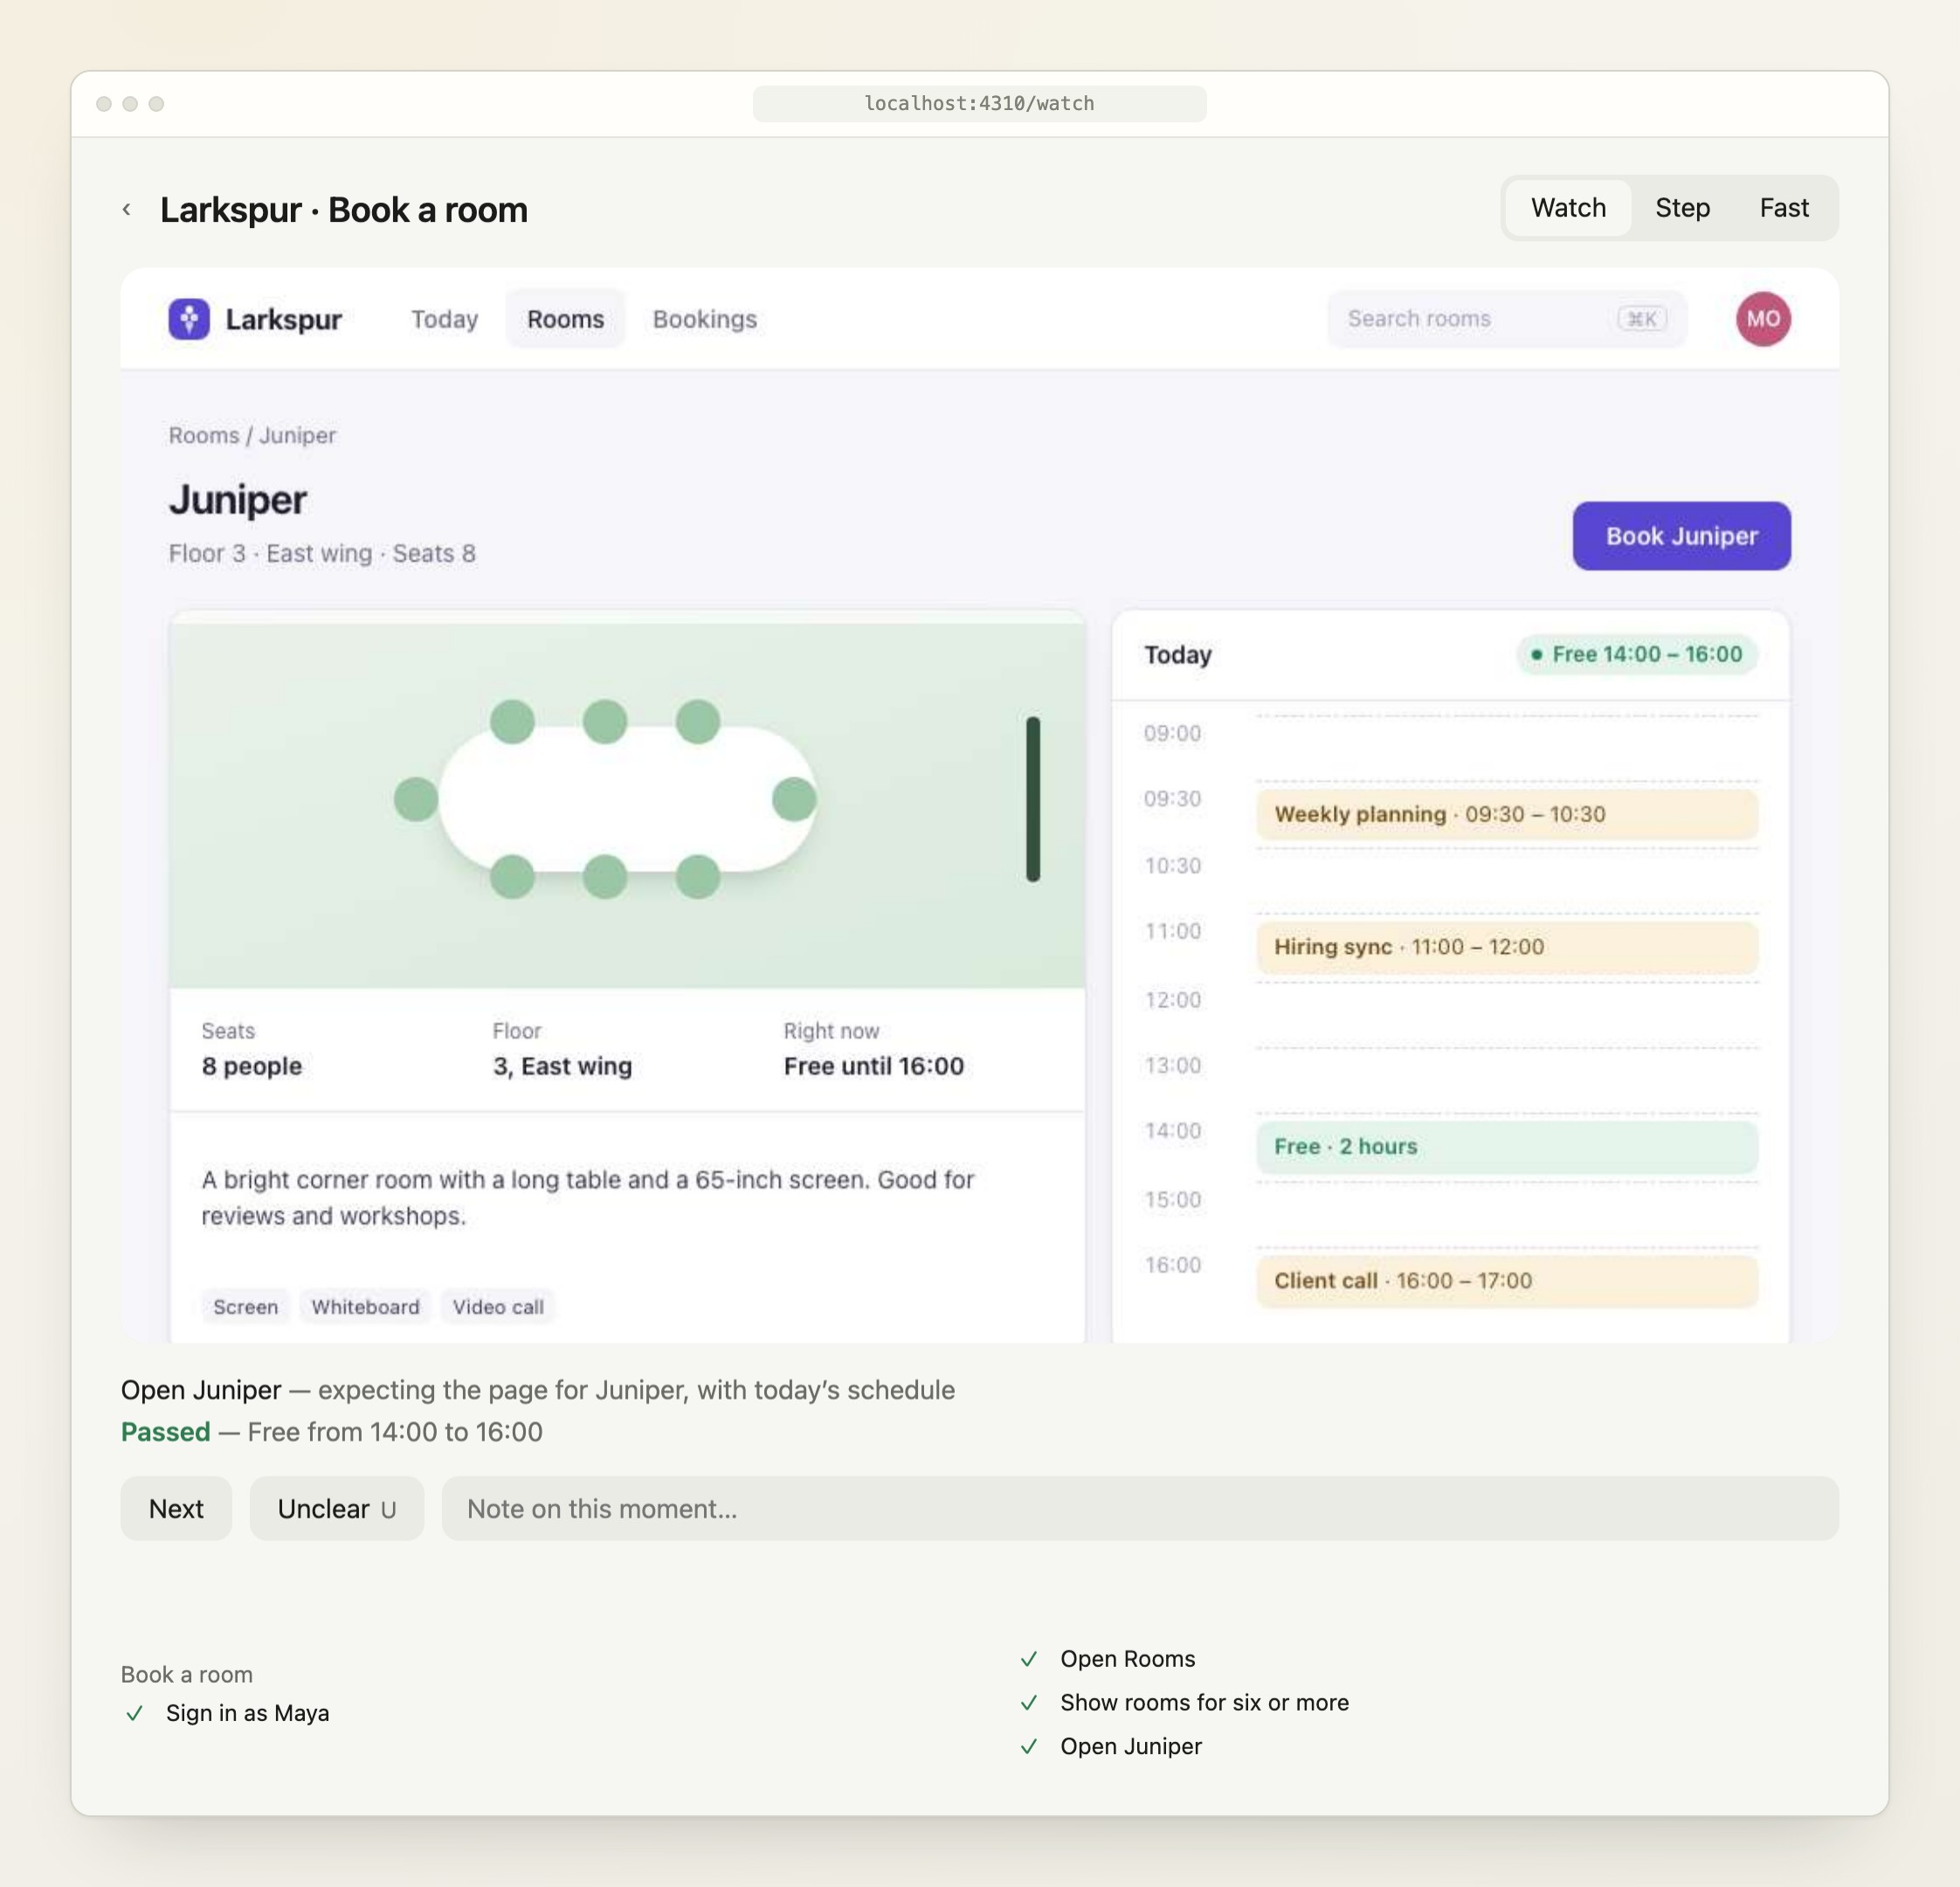 localhost:4310/watch
‹ Larkspur · Book a room
Watch Step Fast
Larkspur Today Rooms Bookings Search rooms ⌘K MO
Rooms / Juniper
Juniper
Floor 3 · East wing · Seats 8
Book Juniper
Seats Floor Right now
8 people 3, East wing Free until 16:00
A bright corner room with a long table and a 65-inch screen. Good for
reviews and workshops.
Screen Whiteboard Video call
Today Free 14:00 – 16:00
09:00
09:30 Weekly planning · 09:30 – 10:30
10:30
11:00 Hiring sync · 11:00 – 12:00
12:00
13:00
14:00 Free · 2 hours
15:00
16:00 Client call · 16:00 – 17:00
Open Juniper — expecting the page for Juniper, with today’s schedule
Passed — Free from 14:00 to 16:00
Next Unclear U Note on this moment…
Book a room
✓ Sign in as Maya
✓ Open Rooms
✓ Show rooms for six or more
✓ Open Juniper